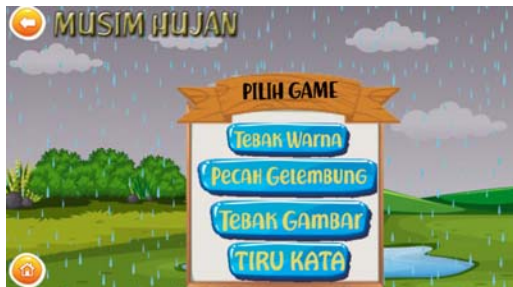 MUSIM HUJAN
PILIH GAME
TEBAK WARNA
PECAH GELEMBUNG
TEBAK GAMBAR
TIRU KATA